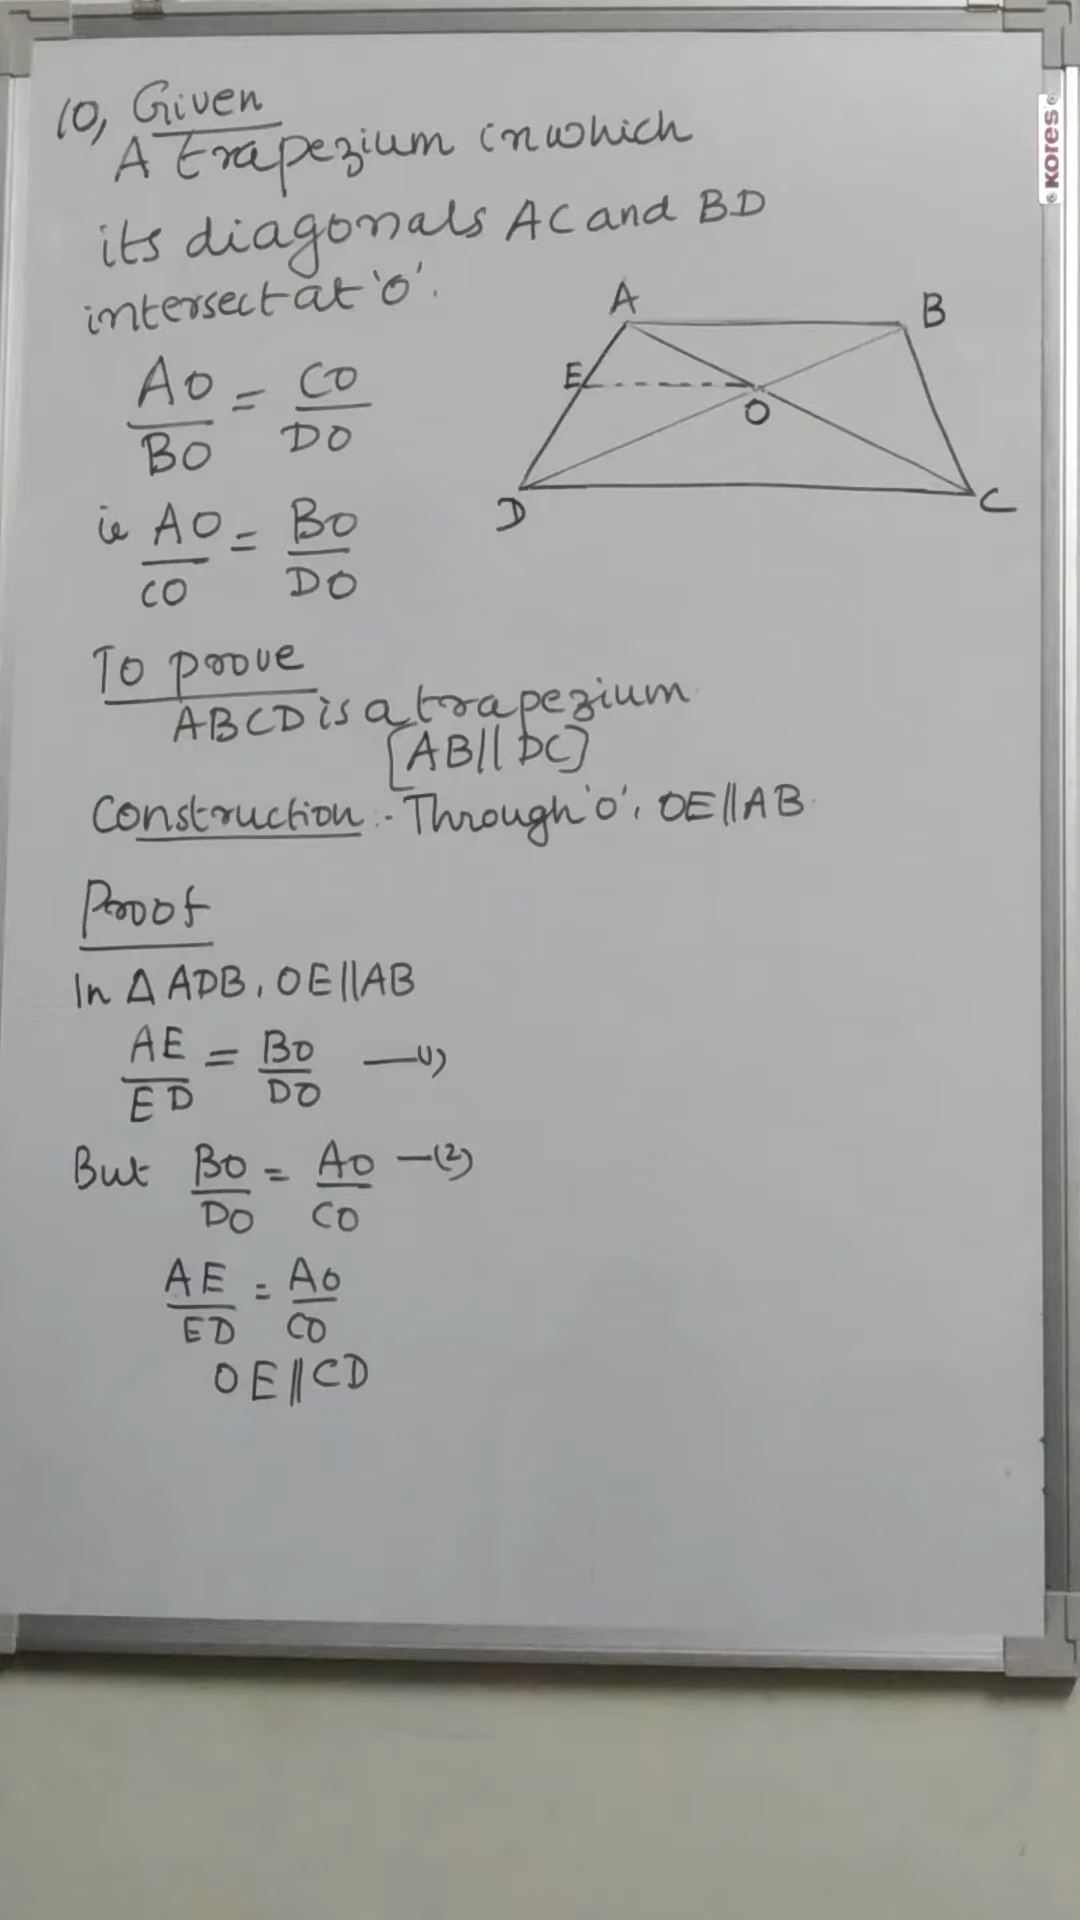 10, Given
A trapezium in which
its diagonals AC and BD
intersect at 'O'.
AO/BO = CO/DO
ie AO/CO = BO/DO
A
B
E
O
D
C
To prove
ABCD is a trapezium.
[AB||DC]
Construction :- Through 'O', OE||AB.
Proof
In Δ ADB, OE||AB
AE/ED = BO/DO —(1)
But BO/DO = AO/CO —(2)
AE/ED = AO/CO
OE||CD
KORES